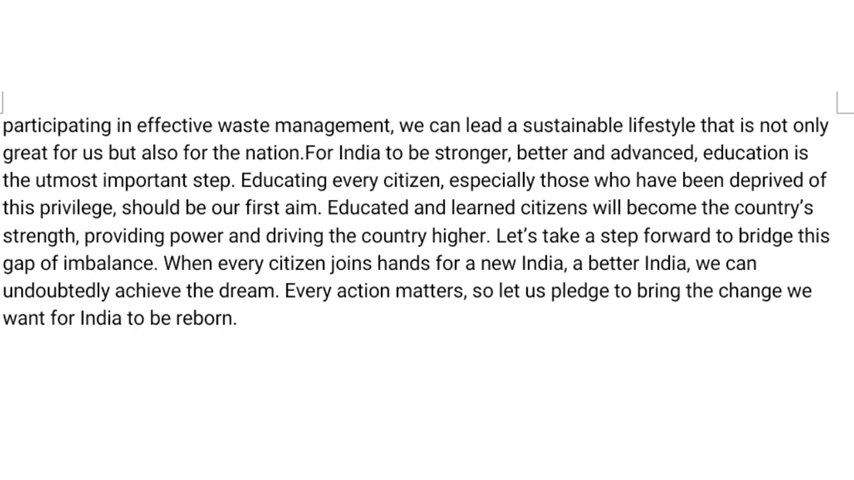 participating in effective waste management, we can lead a sustainable lifestyle that is not only
great for us but also for the nation.For India to be stronger, better and advanced, education is
the utmost important step. Educating every citizen, especially those who have been deprived of
this privilege, should be our first aim. Educated and learned citizens will become the country’s
strength, providing power and driving the country higher. Let’s take a step forward to bridge this
gap of imbalance. When every citizen joins hands for a new India, a better India, we can
undoubtedly achieve the dream. Every action matters, so let us pledge to bring the change we
want for India to be reborn.